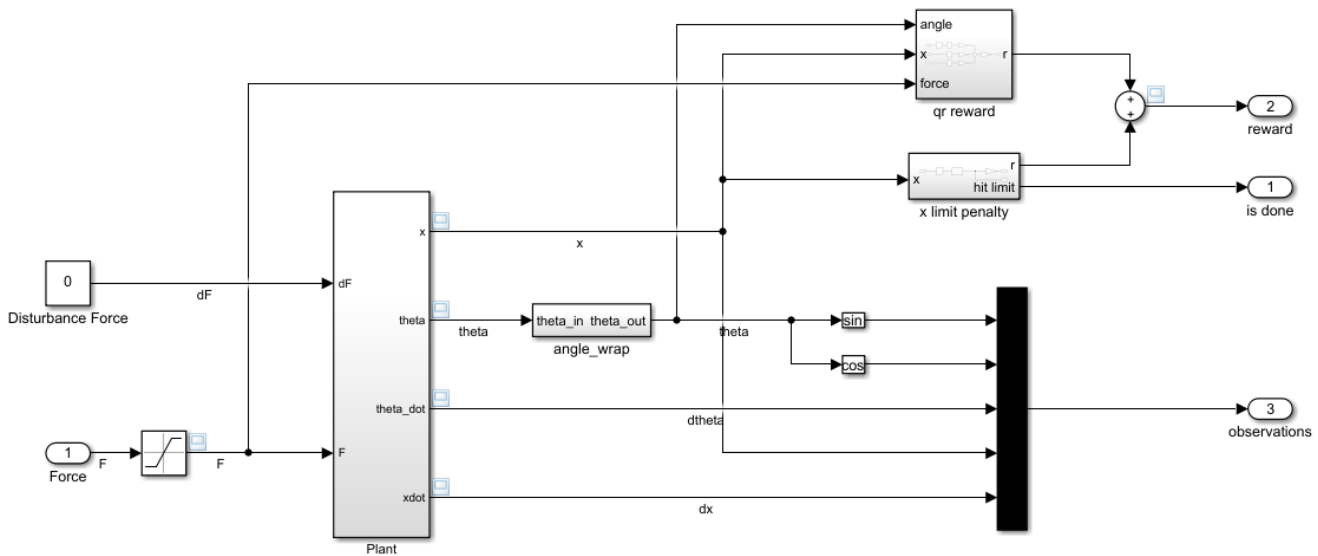 angle
x
r
force
qr reward
+
+
2
reward
r
x
hit limit
x limit penalty
1
is done
x
x
0
dF
dF
Disturbance Force
theta
theta
theta_in theta_out
theta
sin
angle_wrap
cos
theta_dot
dtheta
3
observations
1
F
F
F
Force
xdot
dx
Plant